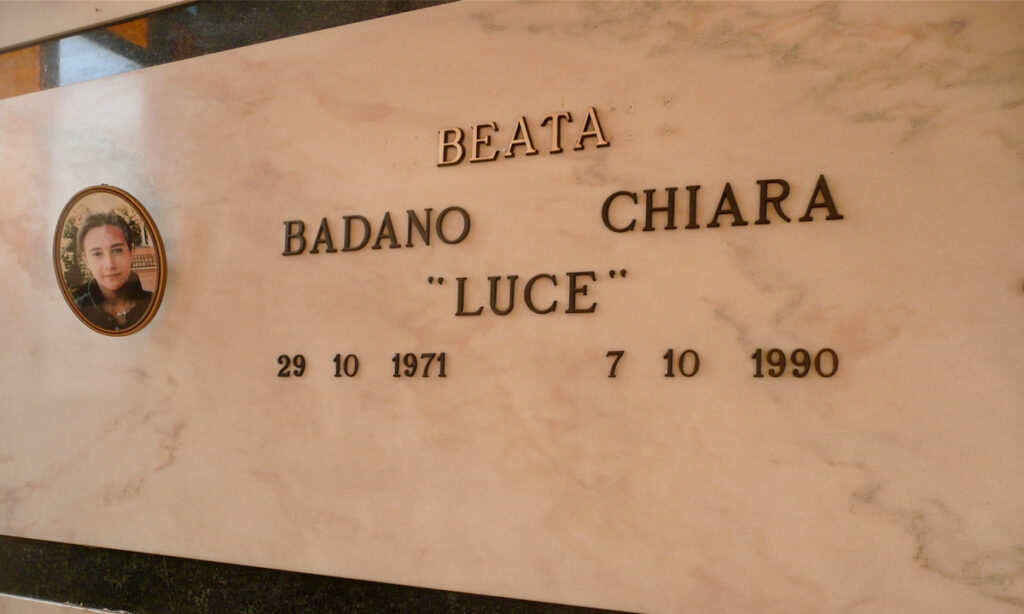 BEATA
BADANO CHIARA
"LUCE"
29 10 1971 7 10 1990